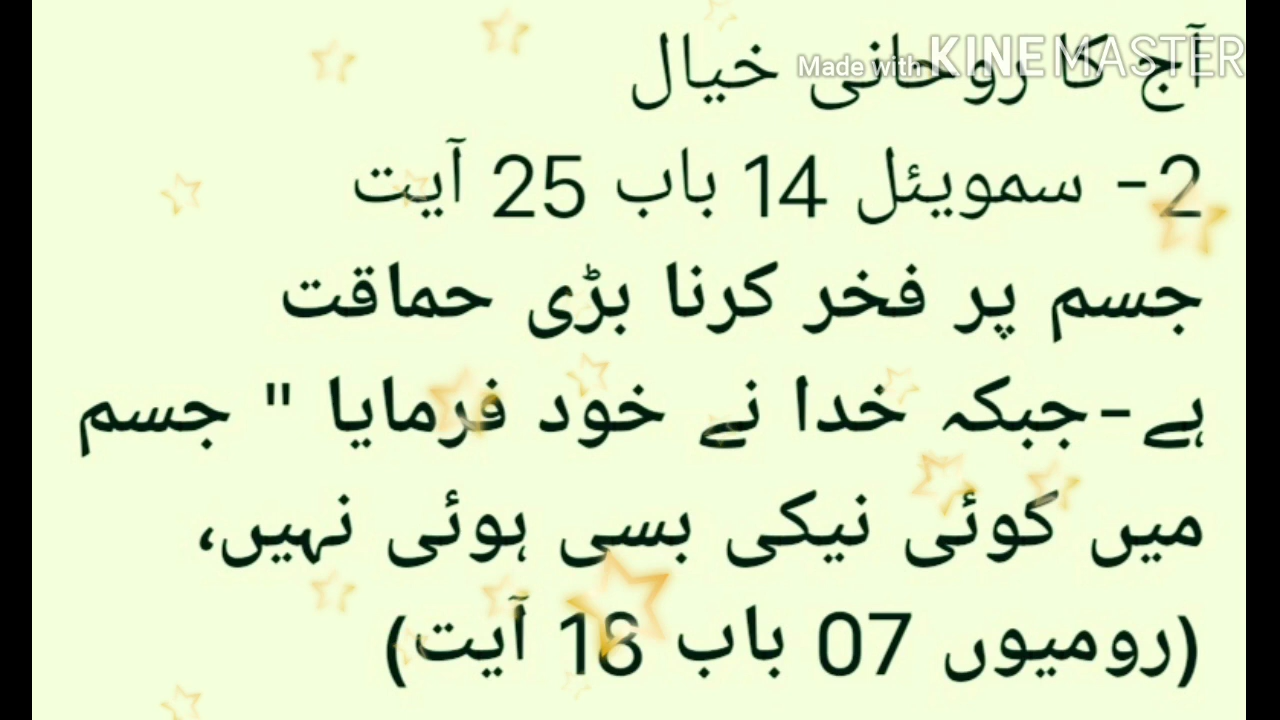 Made with KINEMASTER
آج کا روحانی خیال
2- سموئیل 14 باب 25 آیت
جسم پر فخر کرنا بڑی حماقت
ہے-جبکہ خدا نے خود فرمایا " جسم
میں کوئی نیکی بسی ہوئی نہیں،
(رومیوں 07 باب 18 آیت)